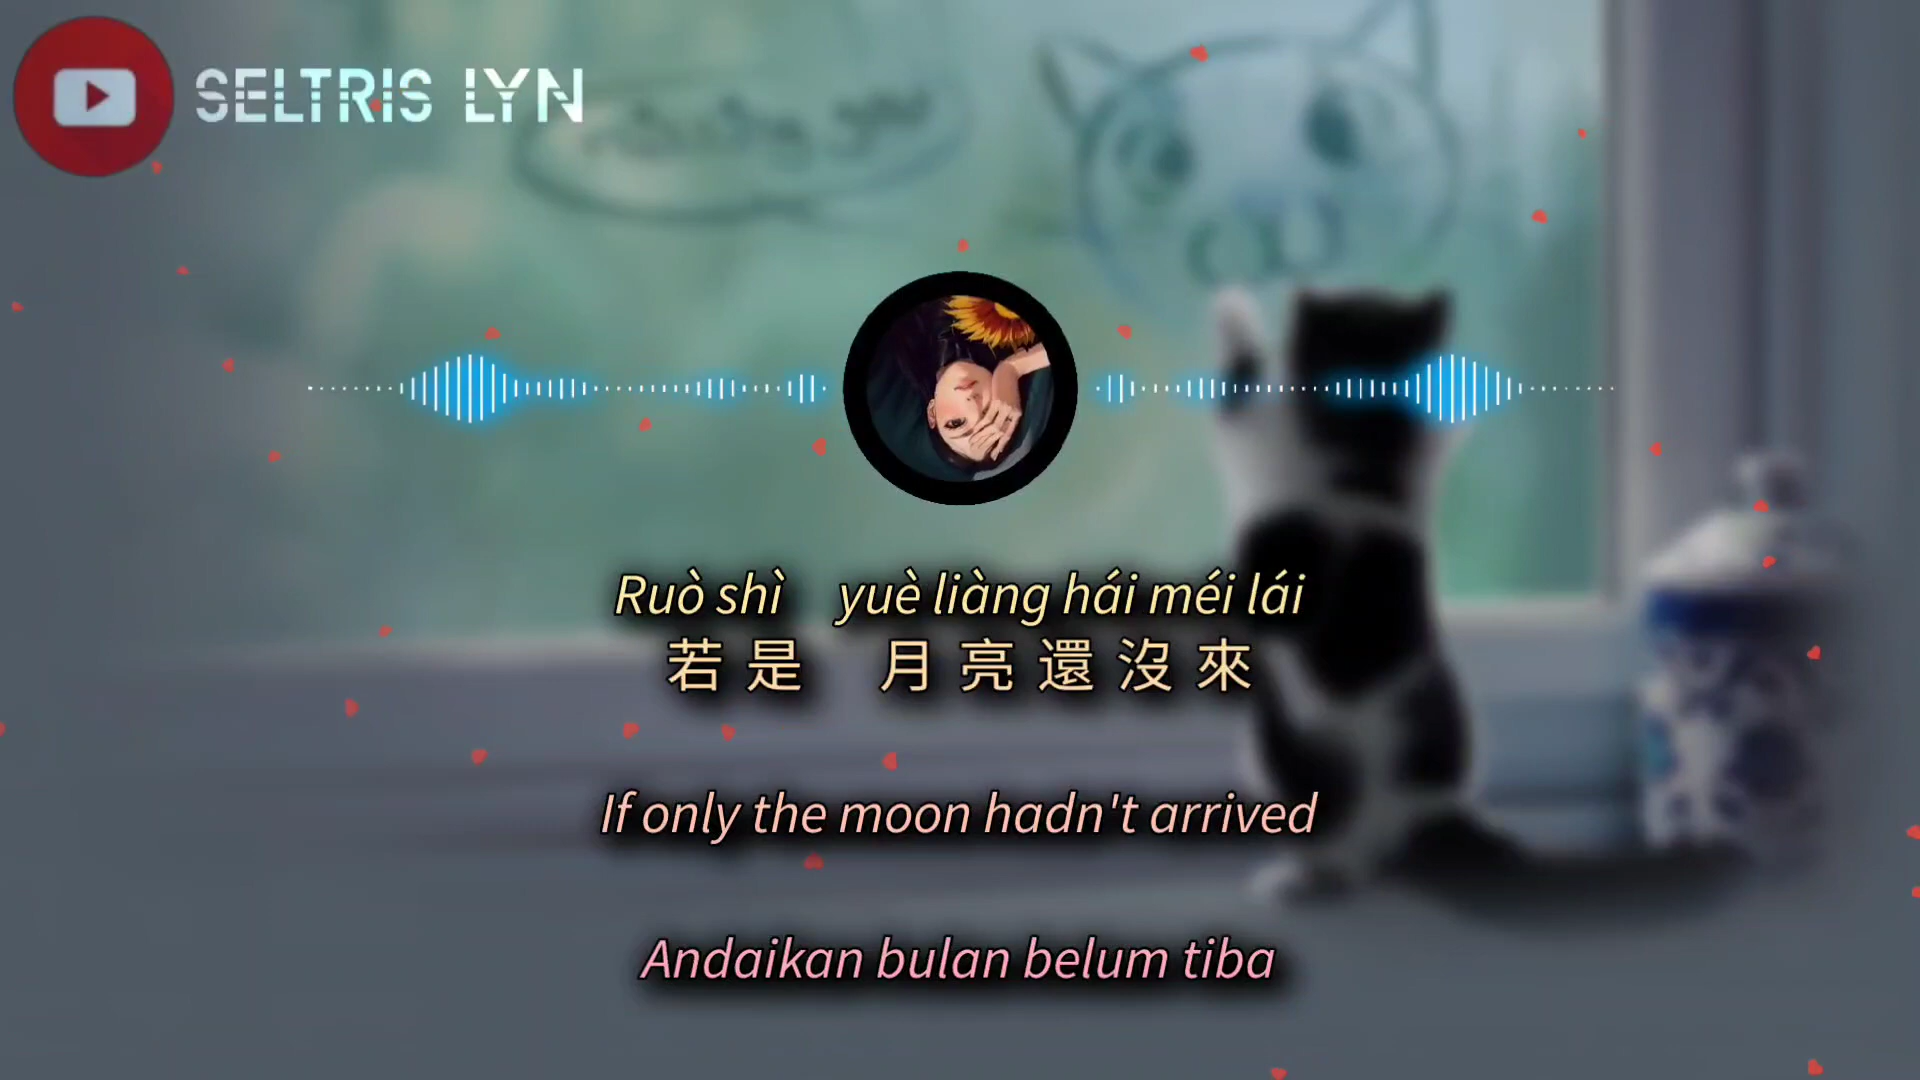 SELTRIS LYN
Ruò shì yuè liàng hái méi lái
若是 月亮還沒來
If only the moon hadn't arrived
Andaikan bulan belum tiba